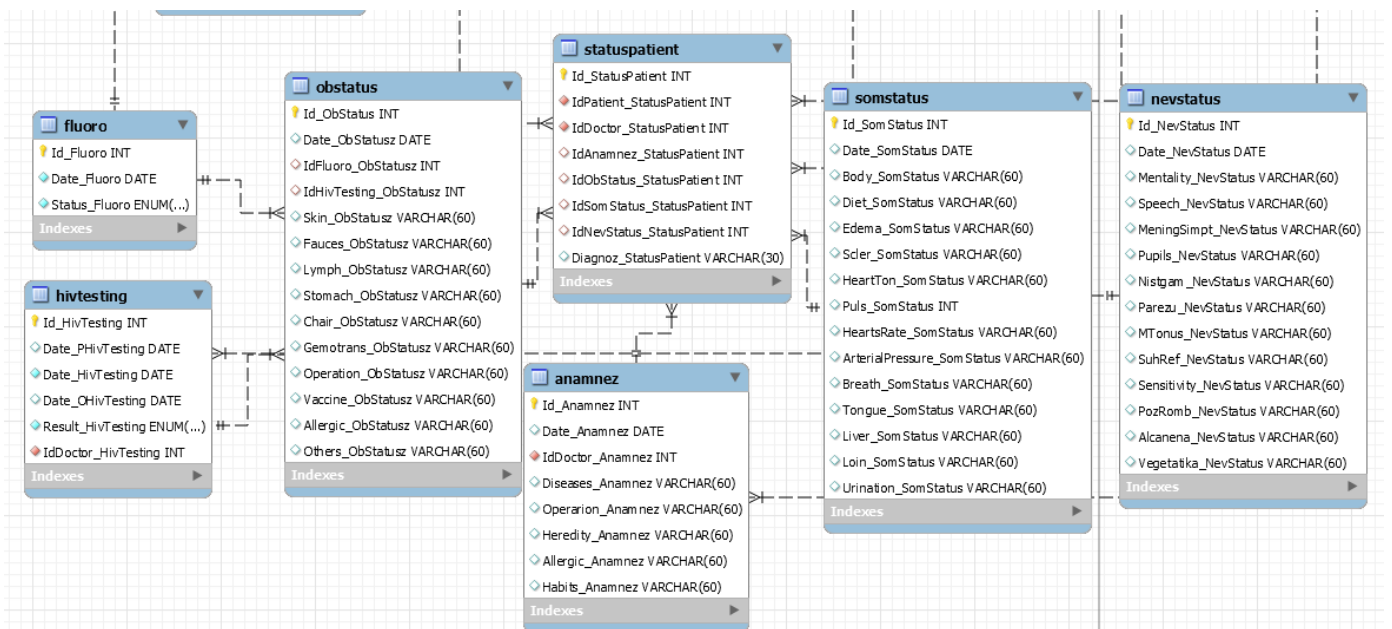 fluoro
Id_Fluoro INT
Date_Fluoro DATE
Status_Fluoro ENUM(...)
Indexes
hivtesting
Id_HivTesting INT
Date_PHivTesting DATE
Date_HivTesting DATE
Date_OHivTesting DATE
Result_HivTesting ENUM(...)
IdDoctor_HivTesting INT
Indexes
obstatus
Id_ObStatus INT
Date_ObStatusz DATE
IdFluoro_ObStatusz INT
IdHivTesting_ObStatusz INT
Skin_ObStatusz VARCHAR(60)
Fauces_ObStatusz VARCHAR(60)
Lymph_ObStatusz VARCHAR(60)
Stomach_ObStatusz VARCHAR(60)
Chair_ObStatusz VARCHAR(60)
Gemotrans_ObStatusz VARCHAR(60)
Operation_ObStatusz VARCHAR(60)
Vaccine_ObStatusz VARCHAR(60)
Allergic_ObStatusz VARCHAR(60)
Others_ObStatusz VARCHAR(60)
Indexes
statuspatient
Id_StatusPatient INT
IdPatient_StatusPatient INT
IdDoctor_StatusPatient INT
IdAnamnez_StatusPatient INT
IdObStatus_StatusPatient INT
IdSomStatus_StatusPatient INT
IdNevStatus_StatusPatient INT
Diagnoz_StatusPatient VARCHAR(30)
Indexes
anamnez
Id_Anamnez INT
Date_Anamnez DATE
IdDoctor_Anamnez INT
Diseases_Anamnez VARCHAR(60)
Operarion_Anamnez VARCHAR(60)
Heredity_Anamnez VARCHAR(60)
Allergic_Anamnez VARCHAR(60)
Habits_Anamnez VARCHAR(60)
Indexes
somstatus
Id_SomStatus INT
Date_SomStatus DATE
Body_SomStatus VARCHAR(60)
Diet_SomStatus VARCHAR(60)
Edema_SomStatus VARCHAR(60)
Scler_SomStatus VARCHAR(60)
HeartTon_SomStatus VARCHAR(60)
Puls_SomStatus INT
HeartsRate_SomStatus VARCHAR(60)
ArterialPressure_SomStatus VARCHAR(60)
Breath_SomStatus VARCHAR(60)
Tongue_SomStatus VARCHAR(60)
Liver_SomStatus VARCHAR(60)
Loin_SomStatus VARCHAR(60)
Urination_SomStatus VARCHAR(60)
Indexes
nevstatus
Id_NevStatus INT
Date_NevStatus DATE
Mentality_NevStatus VARCHAR(60)
Speech_NevStatus VARCHAR(60)
MeningSimpt_NevStatus VARCHAR(60)
Pupils_NevStatus VARCHAR(60)
Nistgam_NevStatus VARCHAR(60)
Parezu_NevStatus VARCHAR(60)
MTonus_NevStatus VARCHAR(60)
SuhRef_NevStatus VARCHAR(60)
Sensitivity_NevStatus VARCHAR(60)
PozRomb_NevStatus VARCHAR(60)
Alcanena_NevStatus VARCHAR(60)
Vegetatika_NevStatus VARCHAR(60)
Indexes